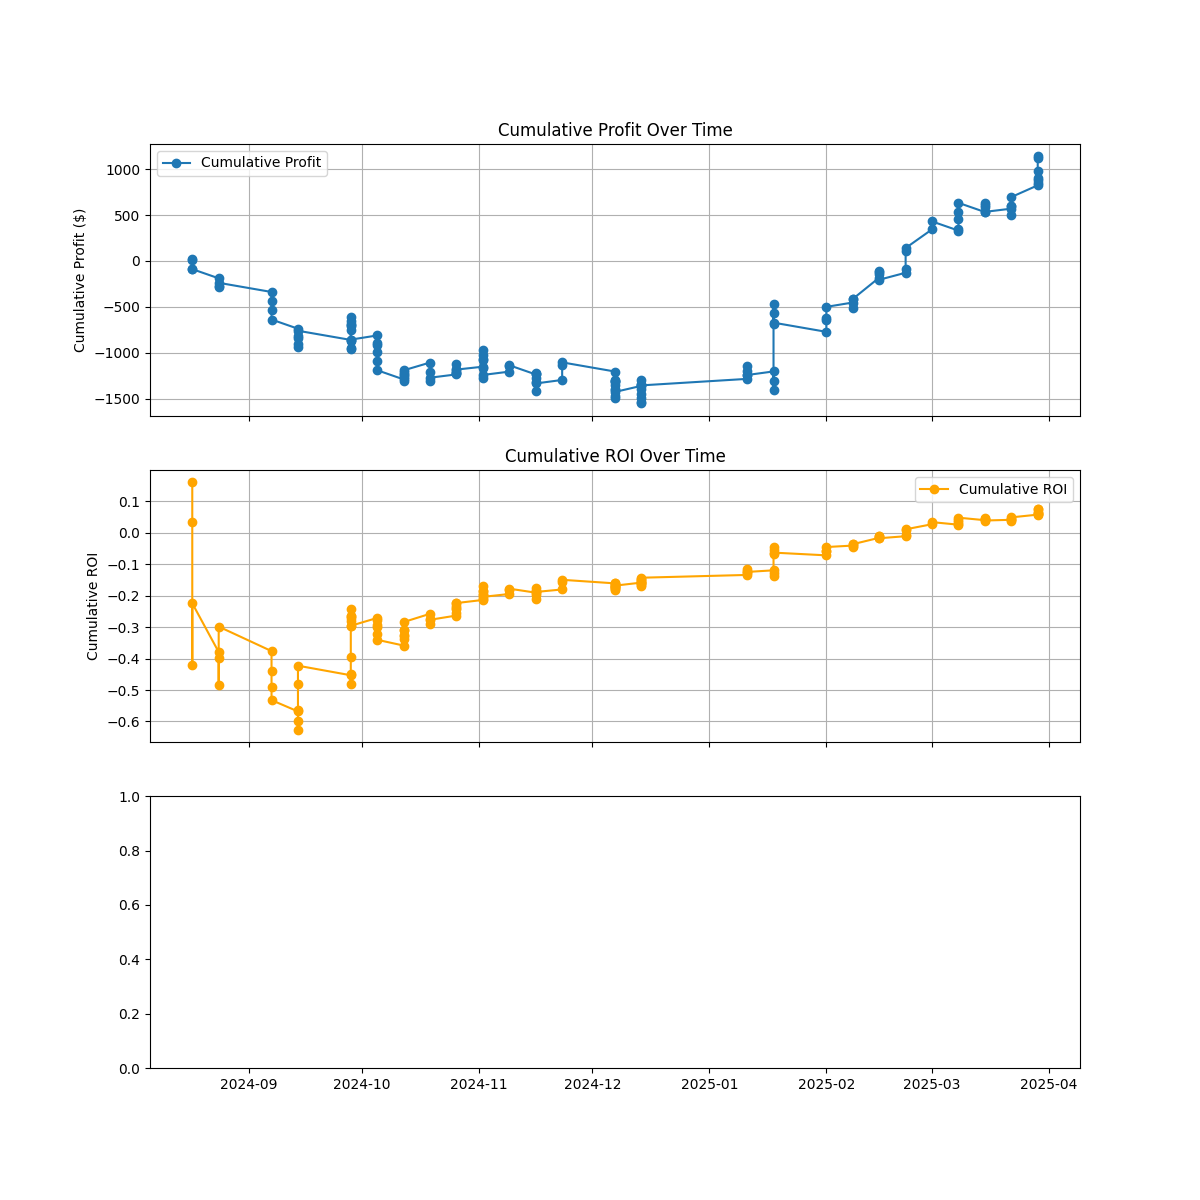 Cumulative Profit Over Time
Cumulative Profit
Cumulative Profit ($)
1000
500
0
−500
−1000
−1500
Cumulative ROI Over Time
Cumulative ROI
Cumulative ROI
0.1
0.0
−0.1
−0.2
−0.3
−0.4
−0.5
−0.6
1.0
0.8
0.6
0.4
0.2
0.0
2024-09 2024-10 2024-11 2024-12 2025-01 2025-02 2025-03 2025-04